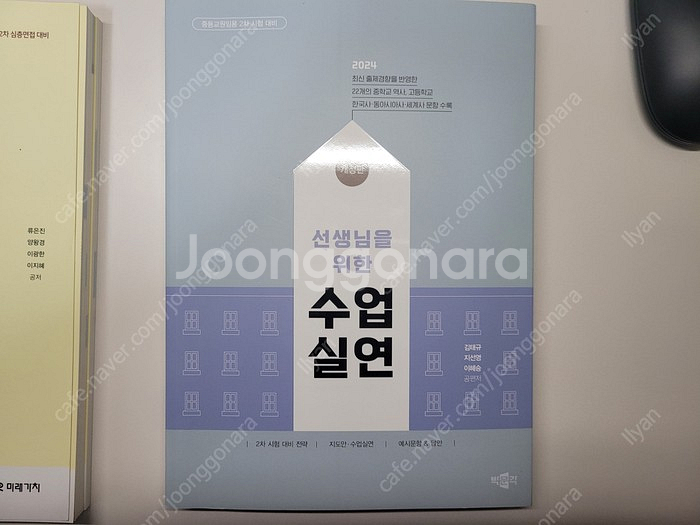 2차 심층면접 대비
류은진
양황경
이광한
이지혜
공저
미래가치
중등교원임용 2차 시험 대비
2024
최신 출제경향을 반영한
22개의 중학교 역사, 고등학교
한국사·동아시아사·세계사 문항 수록
개정판
선생님을
위한
수업
실연
김태규
지선영
이혜승
공편저
| 2차 시험 대비 전략 | 지도안·수업실연 | 예시문항 & 답안 |
박문각
Joonggonara
cafe.naver.com/joonggonara
Ilyan